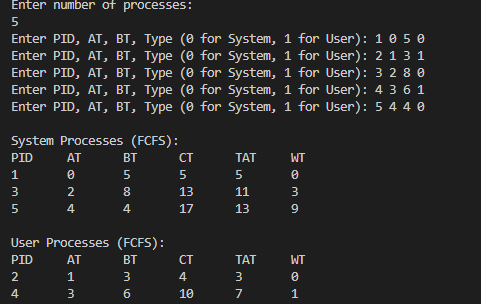 Enter number of processes:
5
Enter PID, AT, BT, Type (0 for System, 1 for User): 1 0 5 0
Enter PID, AT, BT, Type (0 for System, 1 for User): 2 1 3 1
Enter PID, AT, BT, Type (0 for System, 1 for User): 3 2 8 0
Enter PID, AT, BT, Type (0 for System, 1 for User): 4 3 6 1
Enter PID, AT, BT, Type (0 for System, 1 for User): 5 4 4 0
System Processes (FCFS):
PID AT BT CT TAT WT
1 0 5 5 5 0
3 2 8 13 11 3
5 4 4 17 13 9
User Processes (FCFS):
PID AT BT CT TAT WT
2 1 3 4 3 0
4 3 6 10 7 1